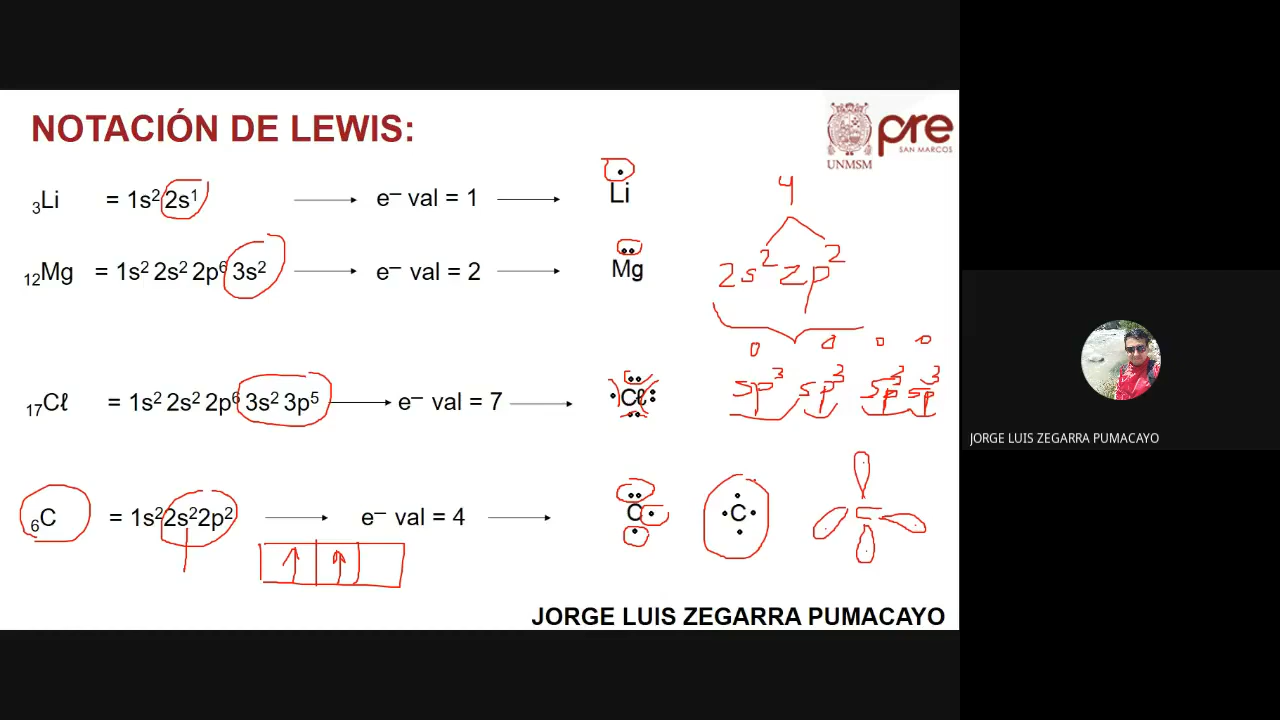 NOTACIÓN DE LEWIS:
pre
SAN MARCOS
UNMSM
₃Li = 1s² 2s¹ → e⁻ val = 1 → Li
4
₁₂Mg = 1s² 2s² 2p⁶ 3s² → e⁻ val = 2 → Mg
2s² 2p²
₁₇Cℓ = 1s² 2s² 2p⁶ 3s² 3p⁵ → e⁻ val = 7 → Cℓ
sp³ sp³ sp³ sp³
₆C = 1s² 2s² 2p² → e⁻ val = 4 → C C C
JORGE LUIS ZEGARRA PUMACAYO
JORGE LUIS ZEGARRA PUMACAYO